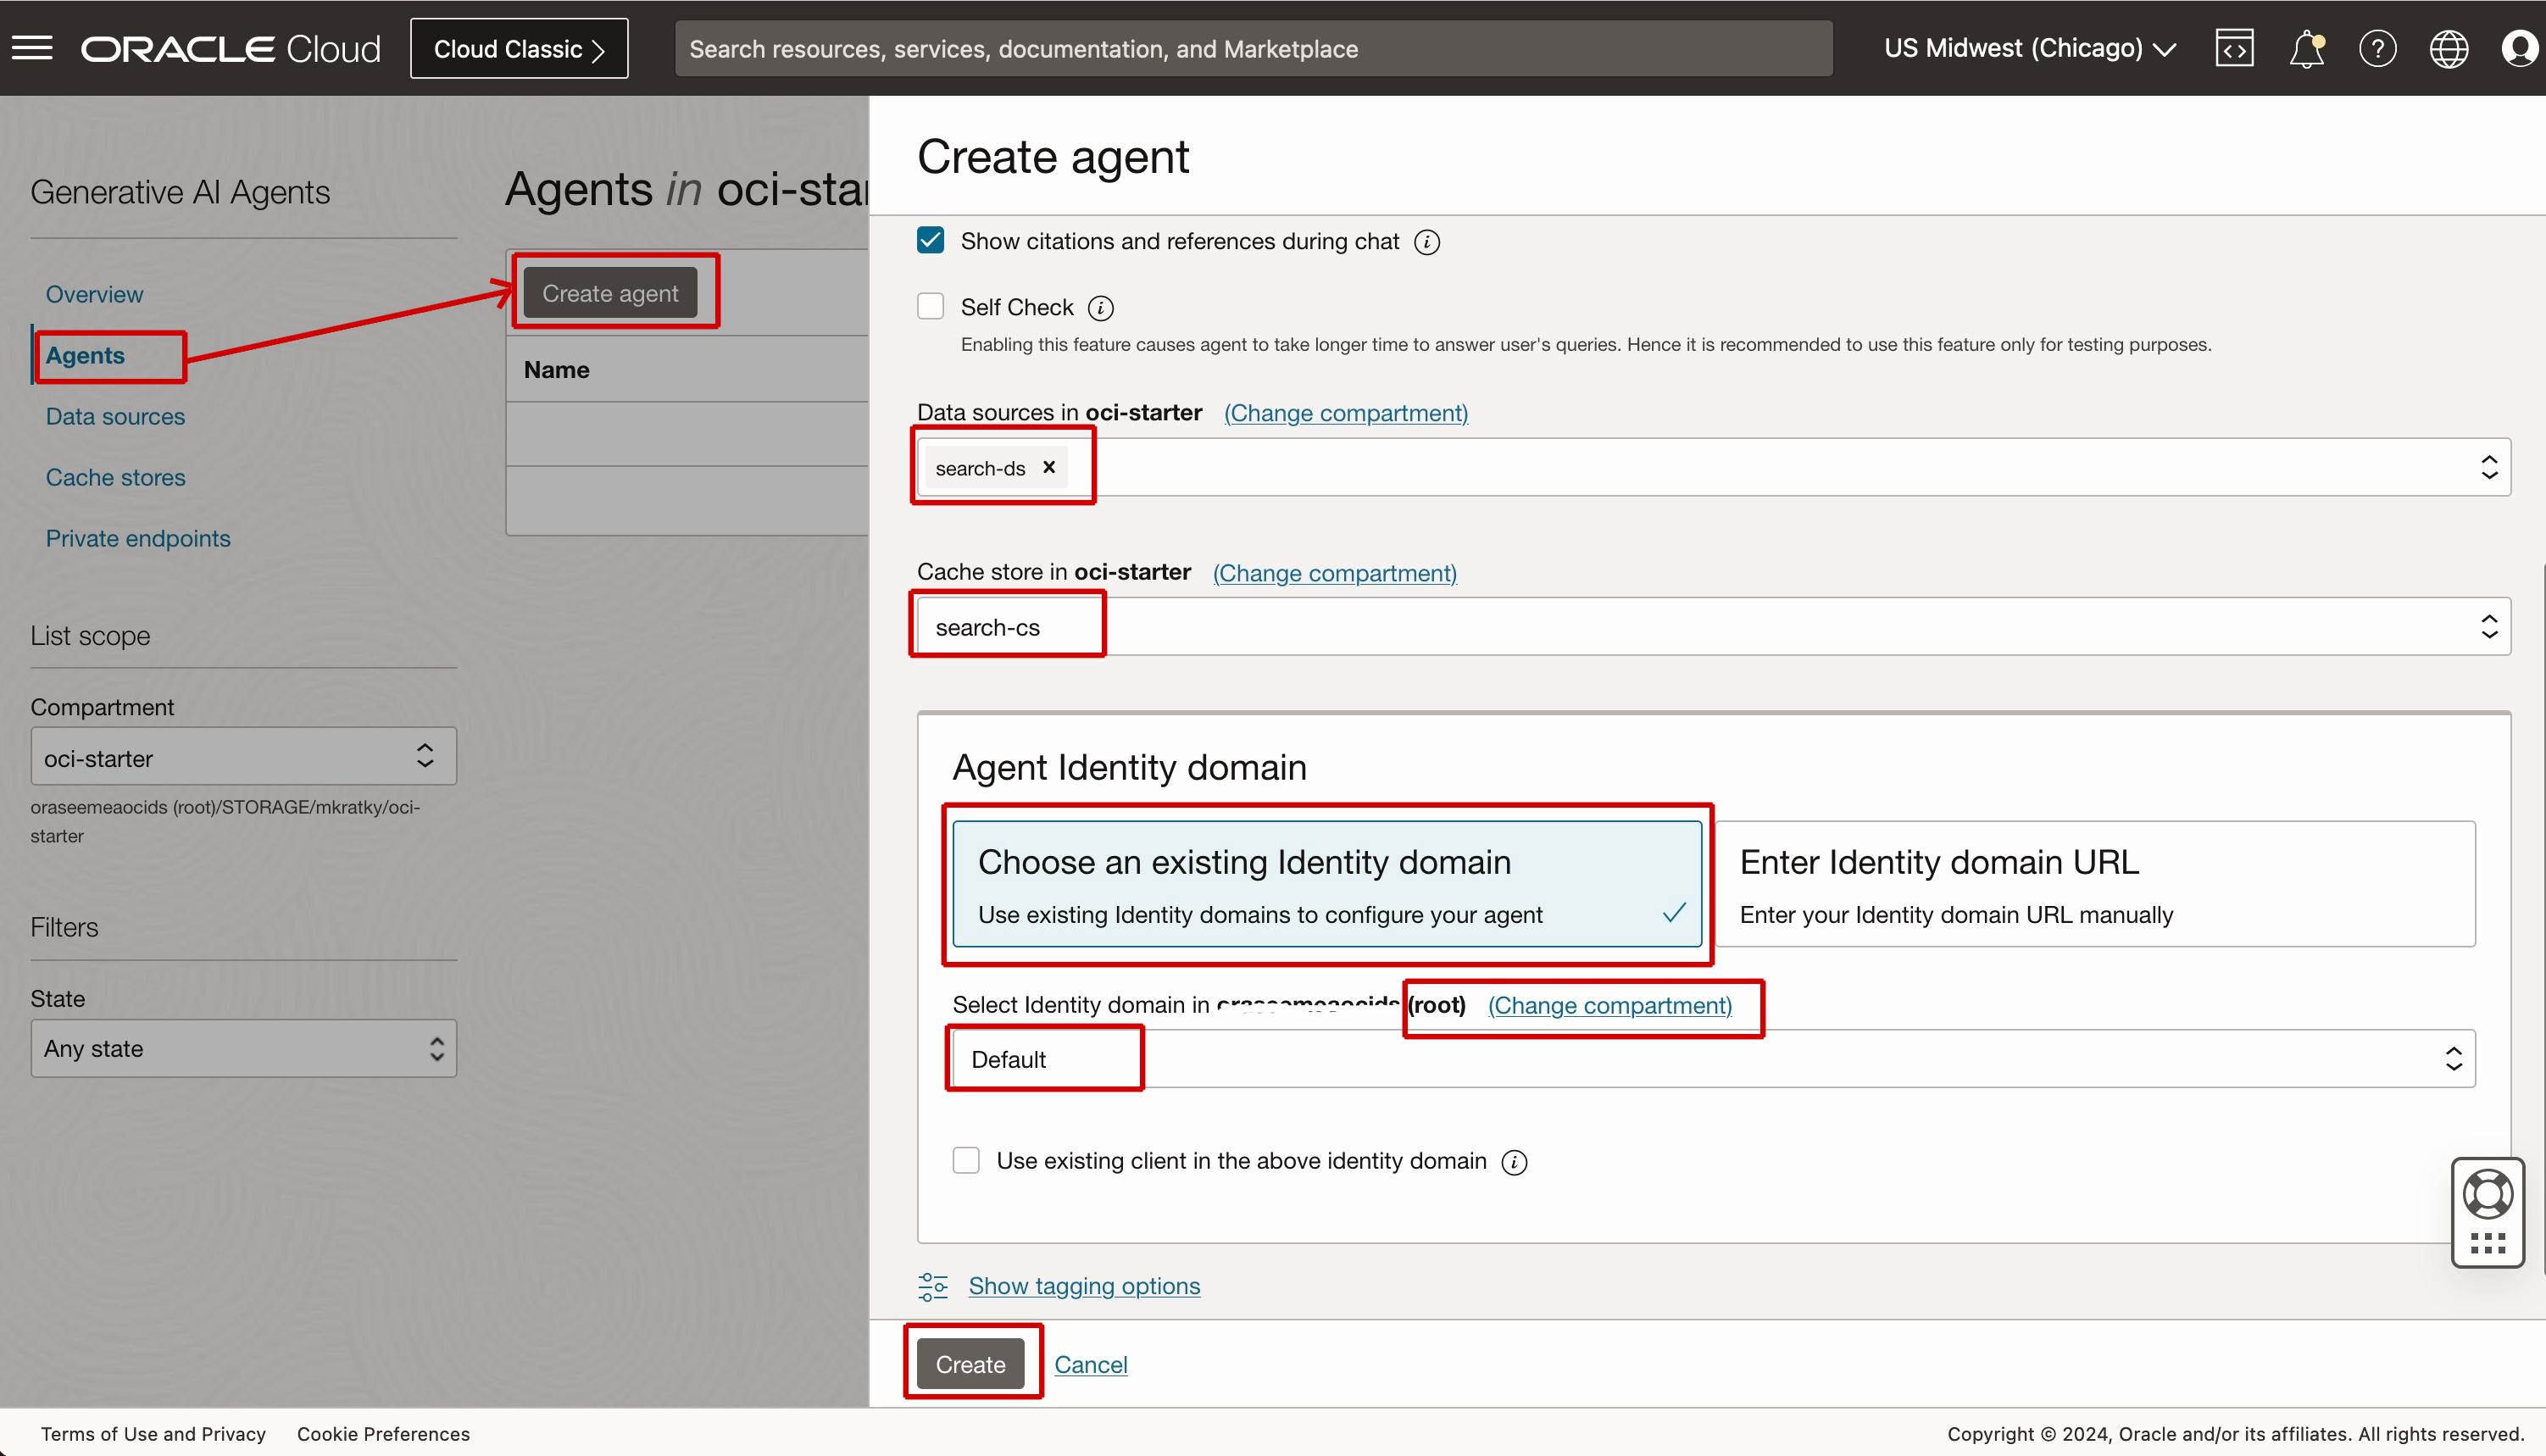 ORACLE Cloud
Cloud Classic
Search resources, services, documentation, and Marketplace
US Midwest (Chicago)
Generative AI Agents
Overview
Agents
Data sources
Cache stores
Private endpoints
List scope
Compartment
oci-starter
oraseemeaocids (root)/STORAGE/mkratky/oci-
starter
Filters
State
Any state
Agents in oci-star
Create agent
Name
Create agent
Show citations and references during chat
Self Check
Enabling this feature causes agent to take longer time to answer user's queries. Hence it is recommended to use this feature only for testing purposes.
Data sources in oci-starter (Change compartment)
search-ds
Cache store in oci-starter (Change compartment)
search-cs
Agent Identity domain
Choose an existing Identity domain
Use existing Identity domains to configure your agent
Enter Identity domain URL
Enter your Identity domain URL manually
Select Identity domain in (root) (Change compartment)
Default
Use existing client in the above identity domain
Show tagging options
Create
Cancel
Terms of Use and Privacy
Cookie Preferences
Copyright © 2024, Oracle and/or its affiliates. All rights reserved.